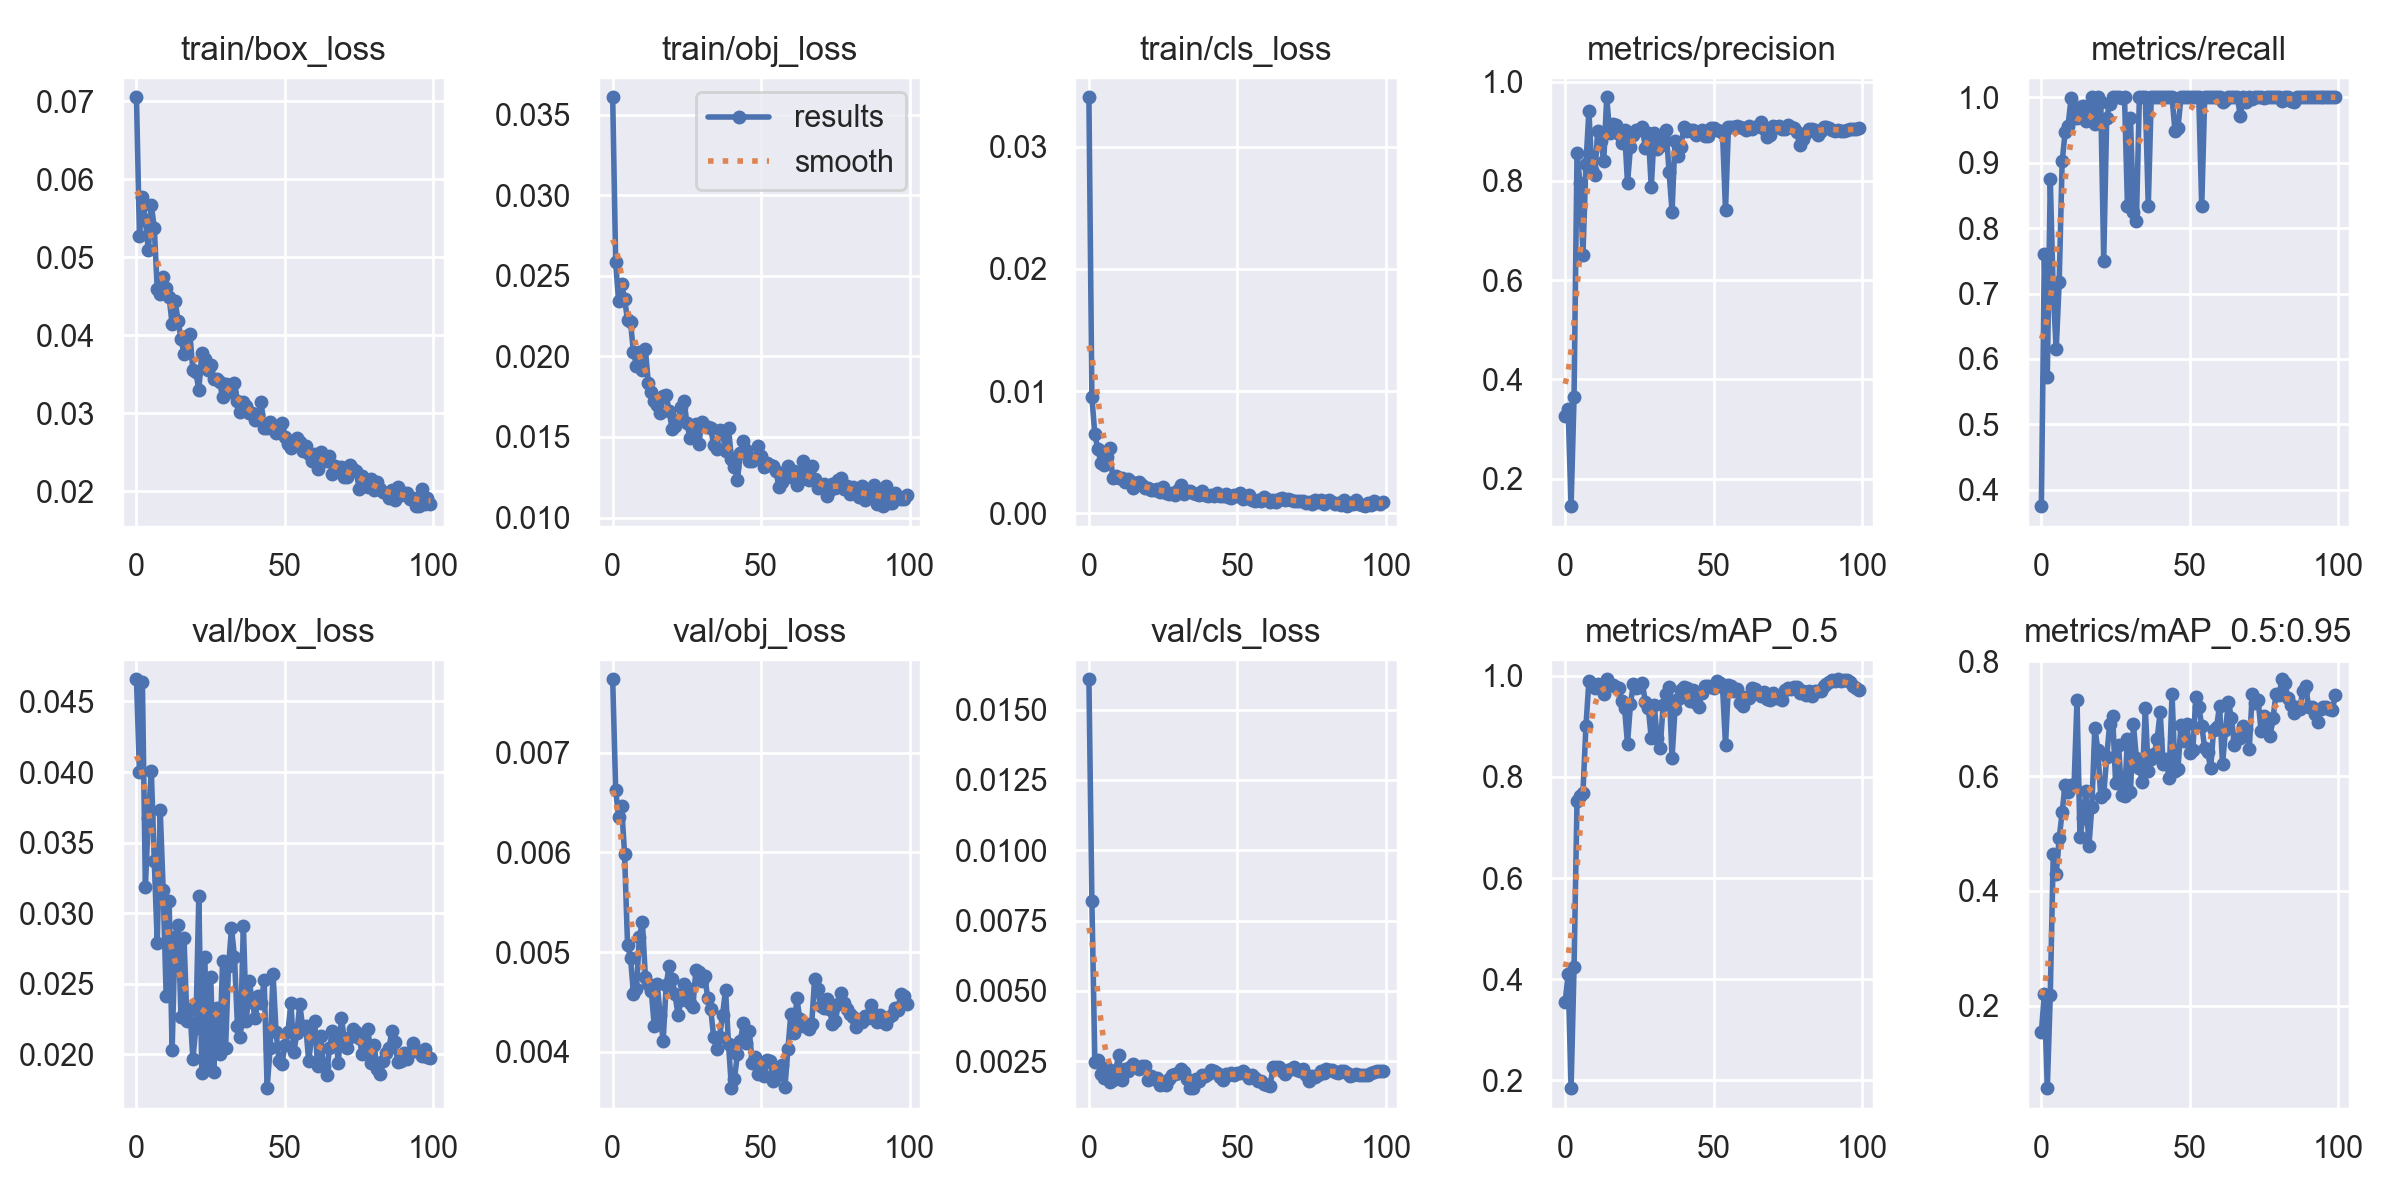 train/box_loss
train/obj_loss
train/cls_loss
metrics/precision
metrics/recall
0.07
0.06
0.05
0.04
0.03
0.02
0 50 100
0.035
0.030
0.025
0.020
0.015
0.010
results
smooth
0 50 100
0.03
0.02
0.01
0.00
0 50 100
1.0
0.8
0.6
0.4
0.2
0 50 100
1.0
0.9
0.8
0.7
0.6
0.5
0.4
0 50 100
val/box_loss
val/obj_loss
val/cls_loss
metrics/mAP_0.5
metrics/mAP_0.5:0.95
0.045
0.040
0.035
0.030
0.025
0.020
0 50 100
0.007
0.006
0.005
0.004
0 50 100
0.0150
0.0125
0.0100
0.0075
0.0050
0.0025
0 50 100
1.0
0.8
0.6
0.4
0.2
0 50 100
0.8
0.6
0.4
0.2
0 50 100